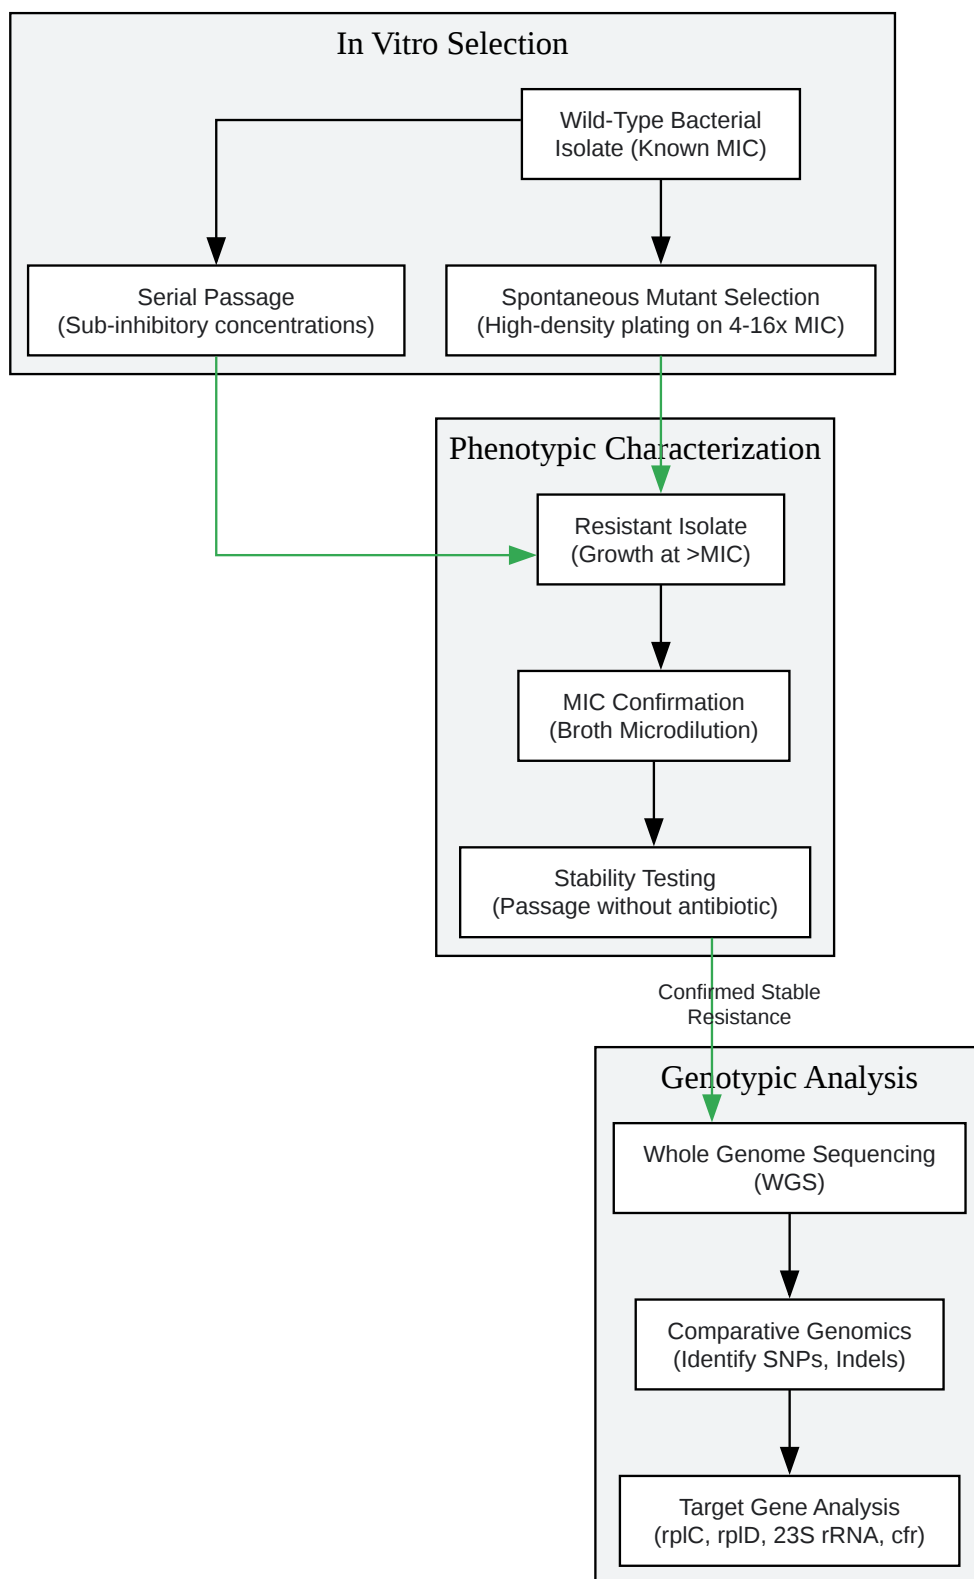 In Vitro Selection
Wild-Type Bacterial
Isolate (Known MIC)
Serial Passage
(Sub-inhibitory concentrations)
Spontaneous Mutant Selection
(High-density plating on 4-16x MIC)
Phenotypic Characterization
Resistant Isolate
(Growth at >MIC)
MIC Confirmation
(Broth Microdilution)
Stability Testing
(Passage without antibiotic)
Confirmed Stable
Resistance
Genotypic Analysis
Whole Genome Sequencing
(WGS)
Comparative Genomics
(Identify SNPs, Indels)
Target Gene Analysis
(rplC, rplD, 23S rRNA, cfr)